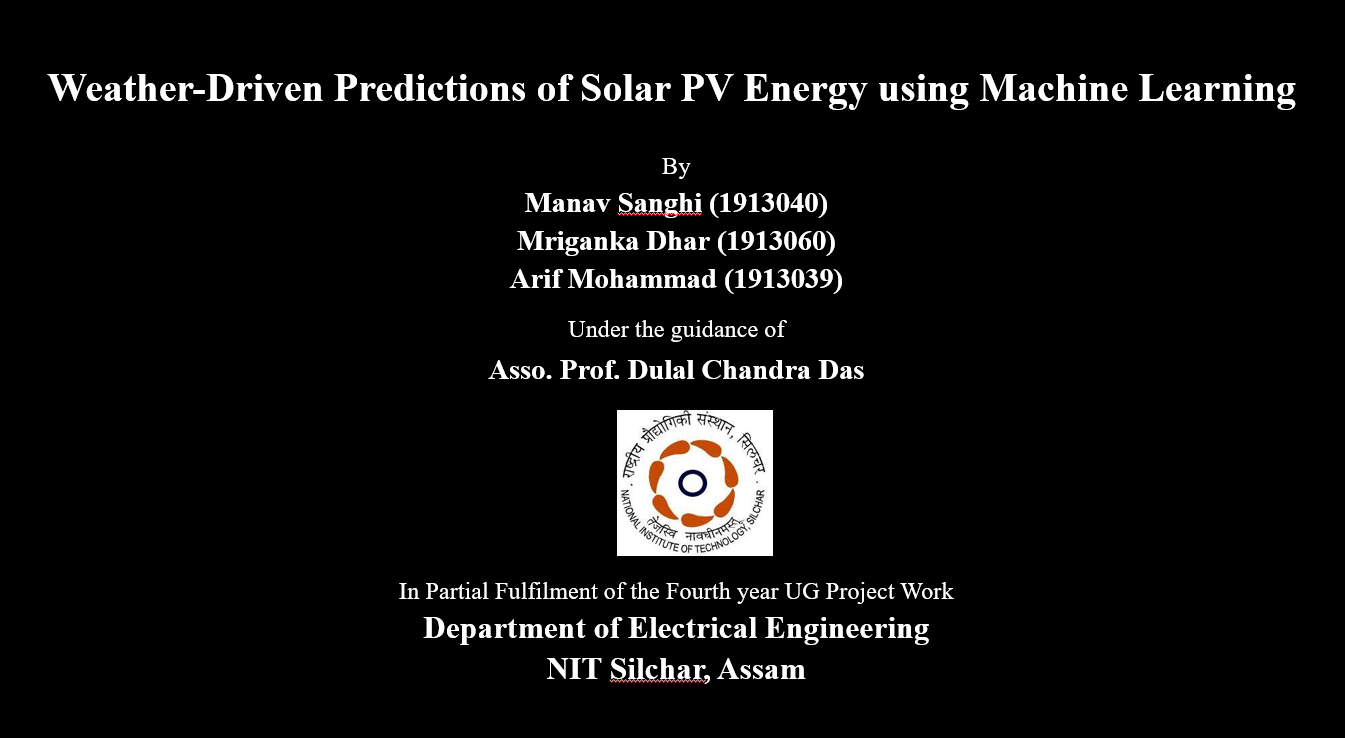 Weather-Driven Predictions of Solar PV Energy using Machine Learning
By
Manav Sanghi (1913040)
Mriganka Dhar (1913060)
Arif Mohammad (1913039)
Under the guidance of
Asso. Prof. Dulal Chandra Das
राष्ट्रीय प्रौद्योगिकी संस्थान, सिलचर
तेजस्वि नावधीतमस्तु
NATIONAL INSTITUTE OF TECHNOLOGY, SILCHAR
In Partial Fulfilment of the Fourth year UG Project Work
Department of Electrical Engineering
NIT Silchar, Assam